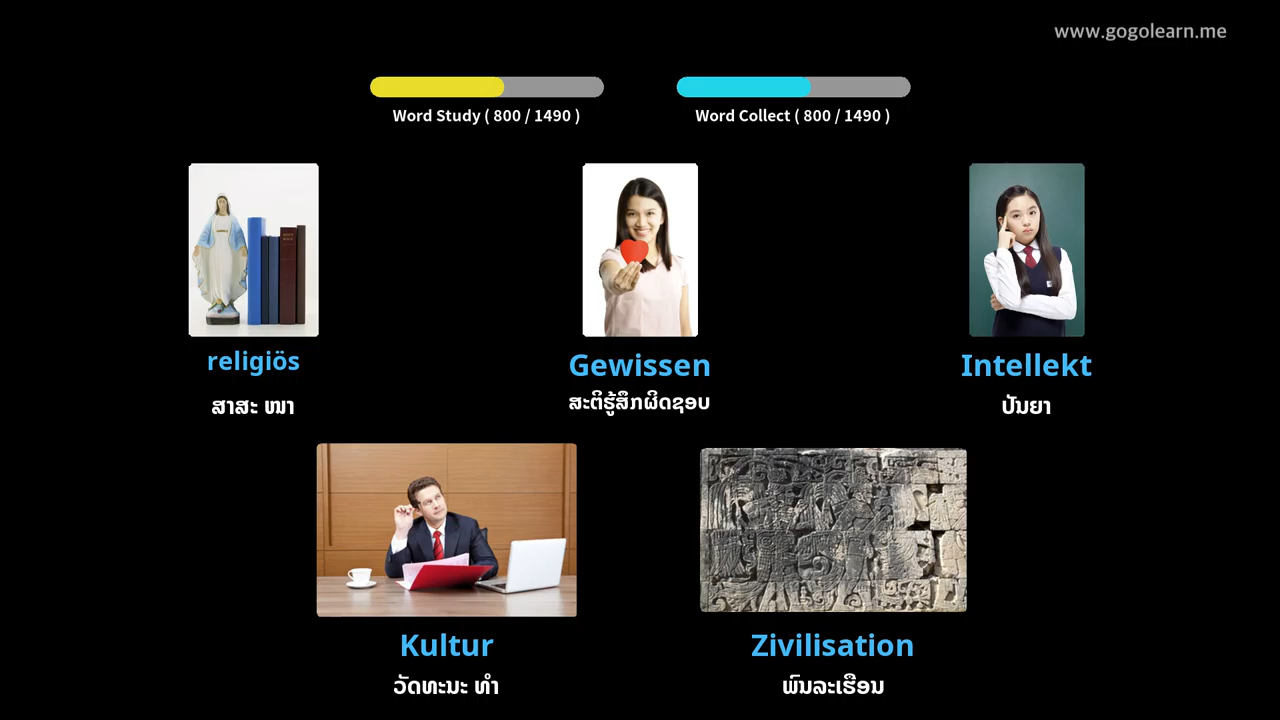 www.gogolearn.me
Word Study ( 800 / 1490 )
Word Collect ( 800 / 1490 )
religiös
ສາສະ ໜາ
Gewissen
ສະຕິຮູ້ສຶກຜິດຊອບ
Intellekt
ປັນຍາ
Kultur
ວັດທະນະ ທຳ
Zivilisation
ພົນລະເຮືອນ